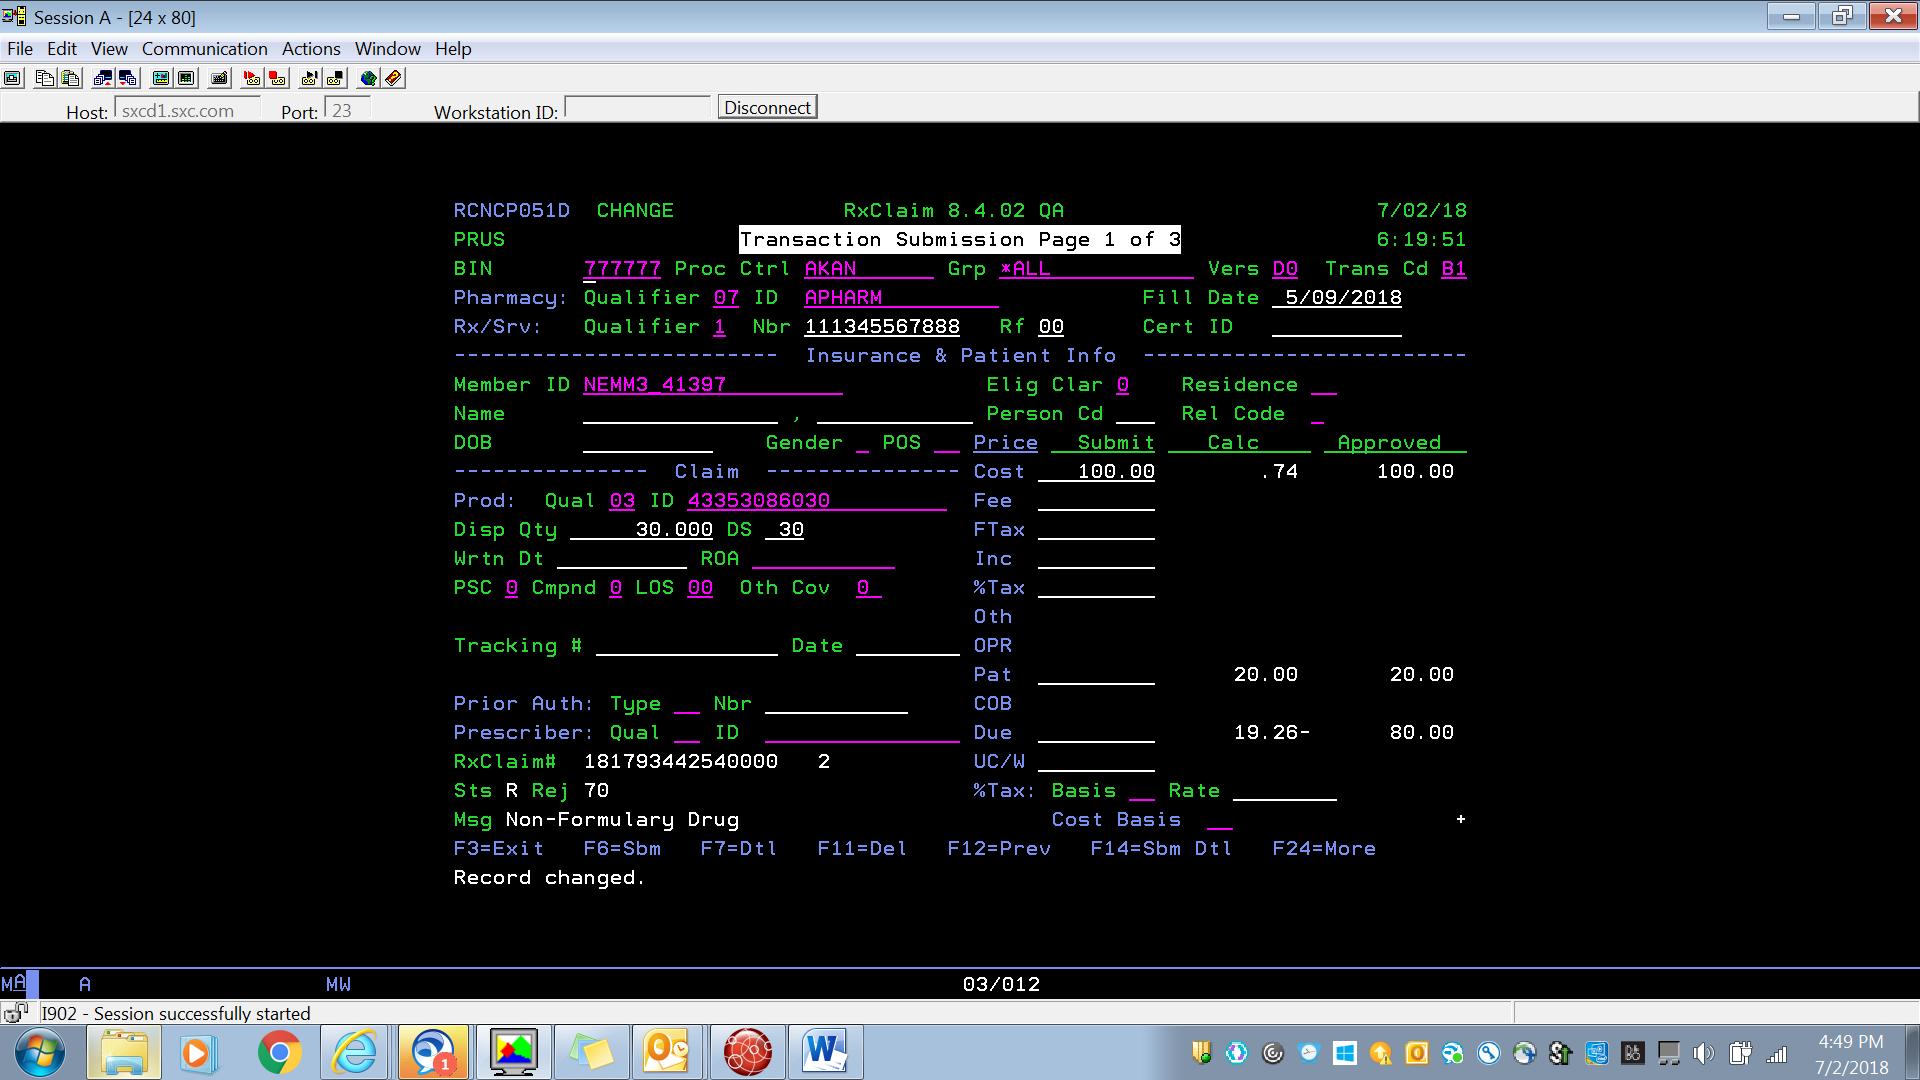 Session A - [24 x 80]
File Edit View Communication Actions Window Help
Host: sxcd1.sxc.com Port: 23 Workstation ID: Disconnect
RCNCP051D CHANGE RxClaim 8.4.02 QA 7/02/18
PRUS Transaction Submission Page 1 of 3 6:19:51
BIN 777777 Proc Ctrl AKAN Grp *ALL Vers D0 Trans Cd B1
Pharmacy: Qualifier 07 ID APHARM Fill Date 5/09/2018
Rx/Srv: Qualifier 1 Nbr 111345567888 Rf 00 Cert ID
------------------------- Insurance & Patient Info -------------------------
Member ID NEMM3_41397 Elig Clar 0 Residence
Name , Person Cd Rel Code
DOB Gender POS Price Submit Calc Approved
--------------- Claim --------------- Cost 100.00 .74 100.00
Prod: Qual 03 ID 43353086030 Fee
Disp Qty 30.000 DS 30 FTax
Wrtn Dt ROA Inc
PSC 0 Cmpnd 0 LOS 00 Oth Cov 0 %Tax
Oth
Tracking # Date OPR
Pat 20.00 20.00
Prior Auth: Type Nbr COB
Prescriber: Qual ID Due 19.26- 80.00
RxClaim# 181793442540000 2 UC/W
Sts R Rej 70 %Tax: Basis Rate
Msg Non-Formulary Drug Cost Basis +
F3=Exit F6=Sbm F7=Dtl F11=Del F12=Prev F14=Sbm Dtl F24=More
Record changed.
MA A MW 03/012
I902 - Session successfully started
1
4:49 PM
7/2/2018